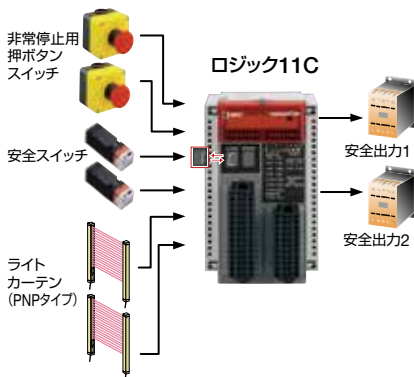 非常停止用
押ボタン
スイッチ
ロジック11C
安全出力1
安全スイッチ
安全出力2
ライト
カーテン
(PNPタイプ)